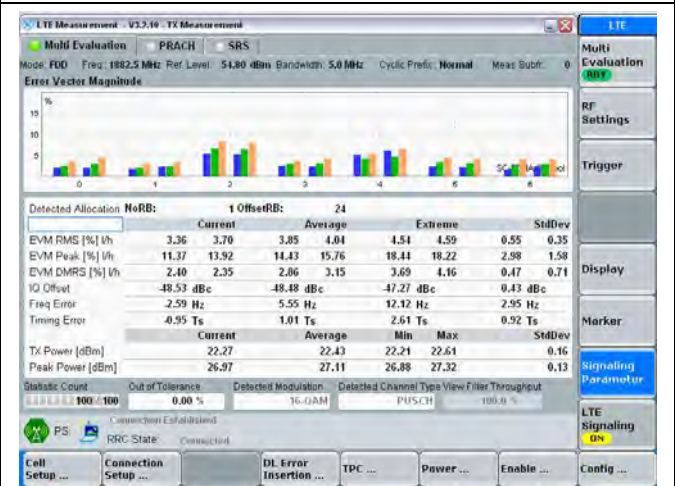 LTE Measurement - V3.2.10 - TX Measurement
LTE
Multi Evaluation PRACH SRS
Mode: FDD Freq.: 1882.5 MHz Ref. Level: 54.80 dBm Bandwidth: 5.0 MHz Cyclic Prefix: Normal Meas Subfr.: 0
Multi Evaluation
RDY
Error Vector Magnitude
%
15
10
5
0 1 2 3 4 5 6
RF Settings
Trigger
Detected Allocation NoRB: 1 OffsetRB: 24
Current Average Extreme StdDev
EVM RMS [%] l/h 3.36 3.70 3.85 4.04 4.54 4.59 0.55 0.35
EVM Peak [%] l/h 11.37 13.92 14.43 15.76 18.44 18.22 2.98 1.58
EVM DMRS [%] l/h 2.40 2.35 2.86 3.15 3.69 4.16 0.47 0.71
IQ Offset -48.53 dBc -48.48 dBc -47.27 dBc 0.43 dBc
Freq Error -2.59 Hz 5.55 Hz 12.12 Hz 2.95 Hz
Timing Error -0.95 Ts 1.01 Ts 2.61 Ts 0.92 Ts
Current Average Min Max StdDev
TX Power [dBm] 22.27 22.43 22.21 22.61 0.16
Peak Power [dBm] 26.97 27.11 26.88 27.32 0.13
Display
Marker
Signaling Parameter
Statistic Count Out of Tolerance Detected Modulation Detected Channel Type View Filter Throughput
100 / 100 0.00 % 16-QAM PUSCH 100.0 %
PS: Connection Established
RRC State: Connected
LTE Signaling
ON
Cell Setup ... Connection Setup ... DL Error Insertion ... TPC ... Power ... Enable ... Config ...